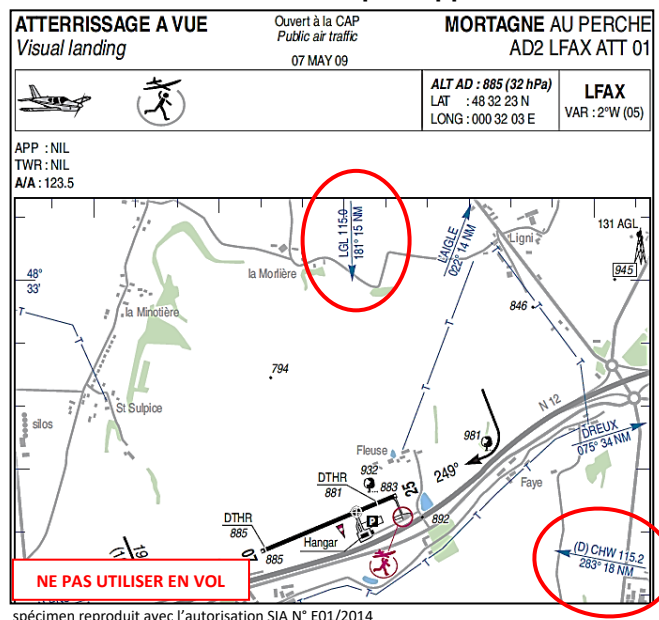 ATTERRISSAGE A VUE
Visual landing
Ouvert à la CAP
Public air traffic
07 MAY 09
MORTAGNE AU PERCHE
AD2 LFAX ATT 01
ALT AD : 885 (32 hPa)
LAT : 48 32 23 N
LONG : 000 32 03 E
LFAX
VAR : 2°W (05)
APP : NIL
TWR : NIL
A/A : 123.5
LGL 115.0
181° 15 NM
L'AIGLE
022° 14 NM
Ligni
131 AGL
945
la Morlière
48°
33'
la Minotière
846
794
St Sulpice
silos
N 12
DREUX
075° 34 NM
981
Fleuse
249°
932
DTHR
881
883
25
Faye
DTHR
885
892
885
Hangar
P
(D) CHW 115.2
283° 18 NM
19
NE PAS UTILISER EN VOL
spécimen reproduit avec l'autorisation SIA N° E01/2014